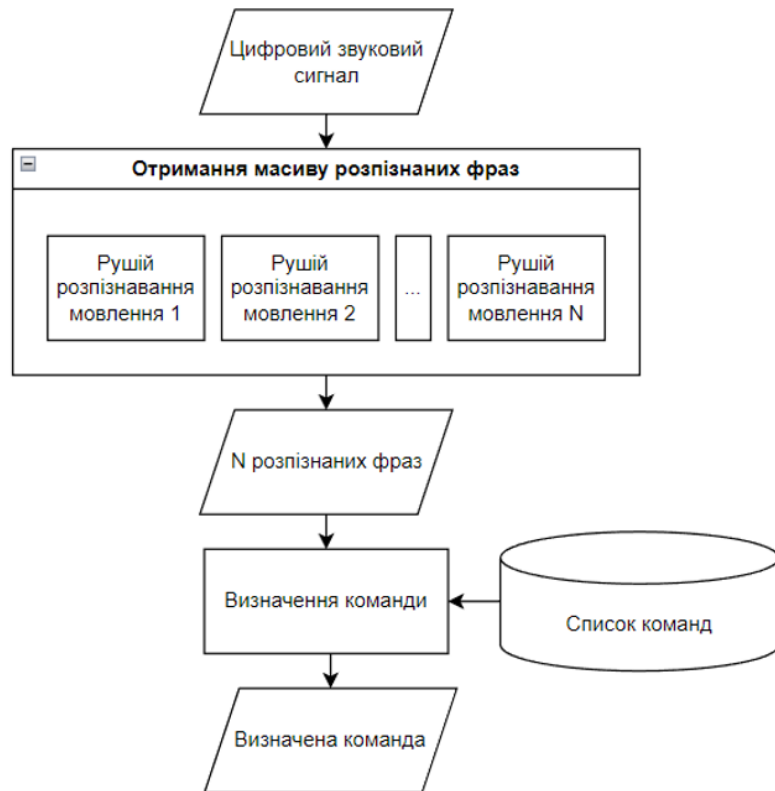 Цифровий звуковий
сигнал
Отримання масиву розпізнаних фраз
Рушій
розпізнавання
мовлення 1
Рушій
розпізнавання
мовлення 2
...
Рушій
розпізнавання
мовлення N
N розпізнаних фраз
Визначення команди
Список команд
Визначена команда